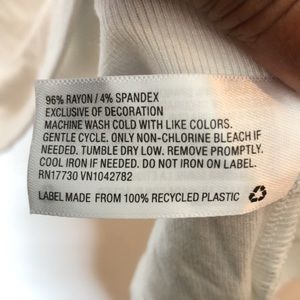 96% RAYON / 4% SPANDEX
EXCLUSIVE OF DECORATION
MACHINE WASH COLD WITH LIKE COLORS.
GENTLE CYCLE. ONLY NON-CHLORINE BLEACH IF
NEEDED. TUMBLE DRY LOW. REMOVE PROMPTLY.
COOL IRON IF NEEDED. DO NOT IRON ON LABEL.
RN17730 VN1042782
LABEL MADE FROM 100% RECYCLED PLASTIC